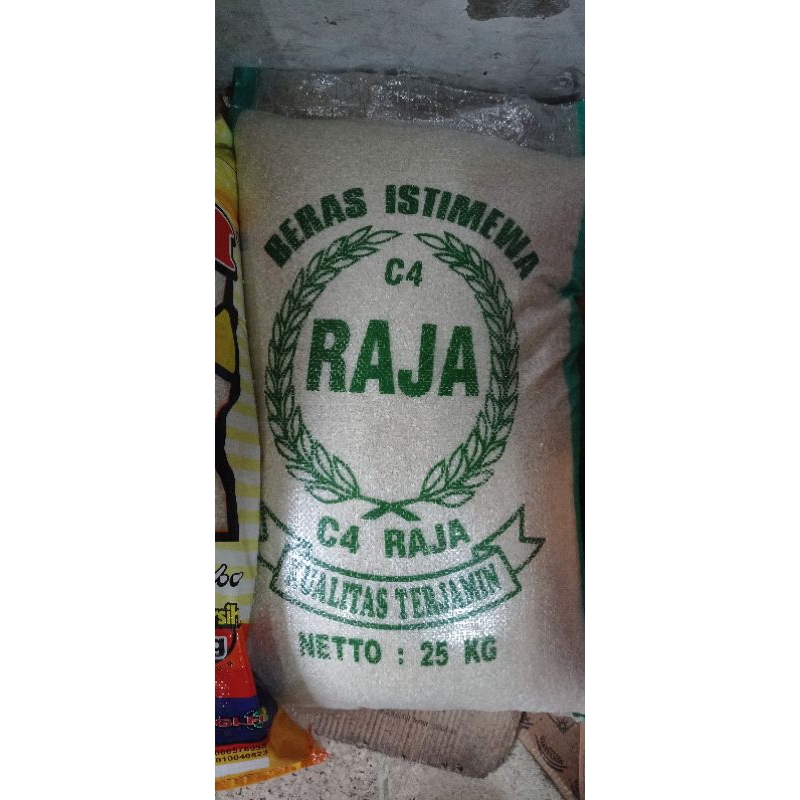 BERAS ISTIMEWA
C4
RAJA
C4 RAJA
KUALITAS TERJAMIN
NETTO : 25 KG